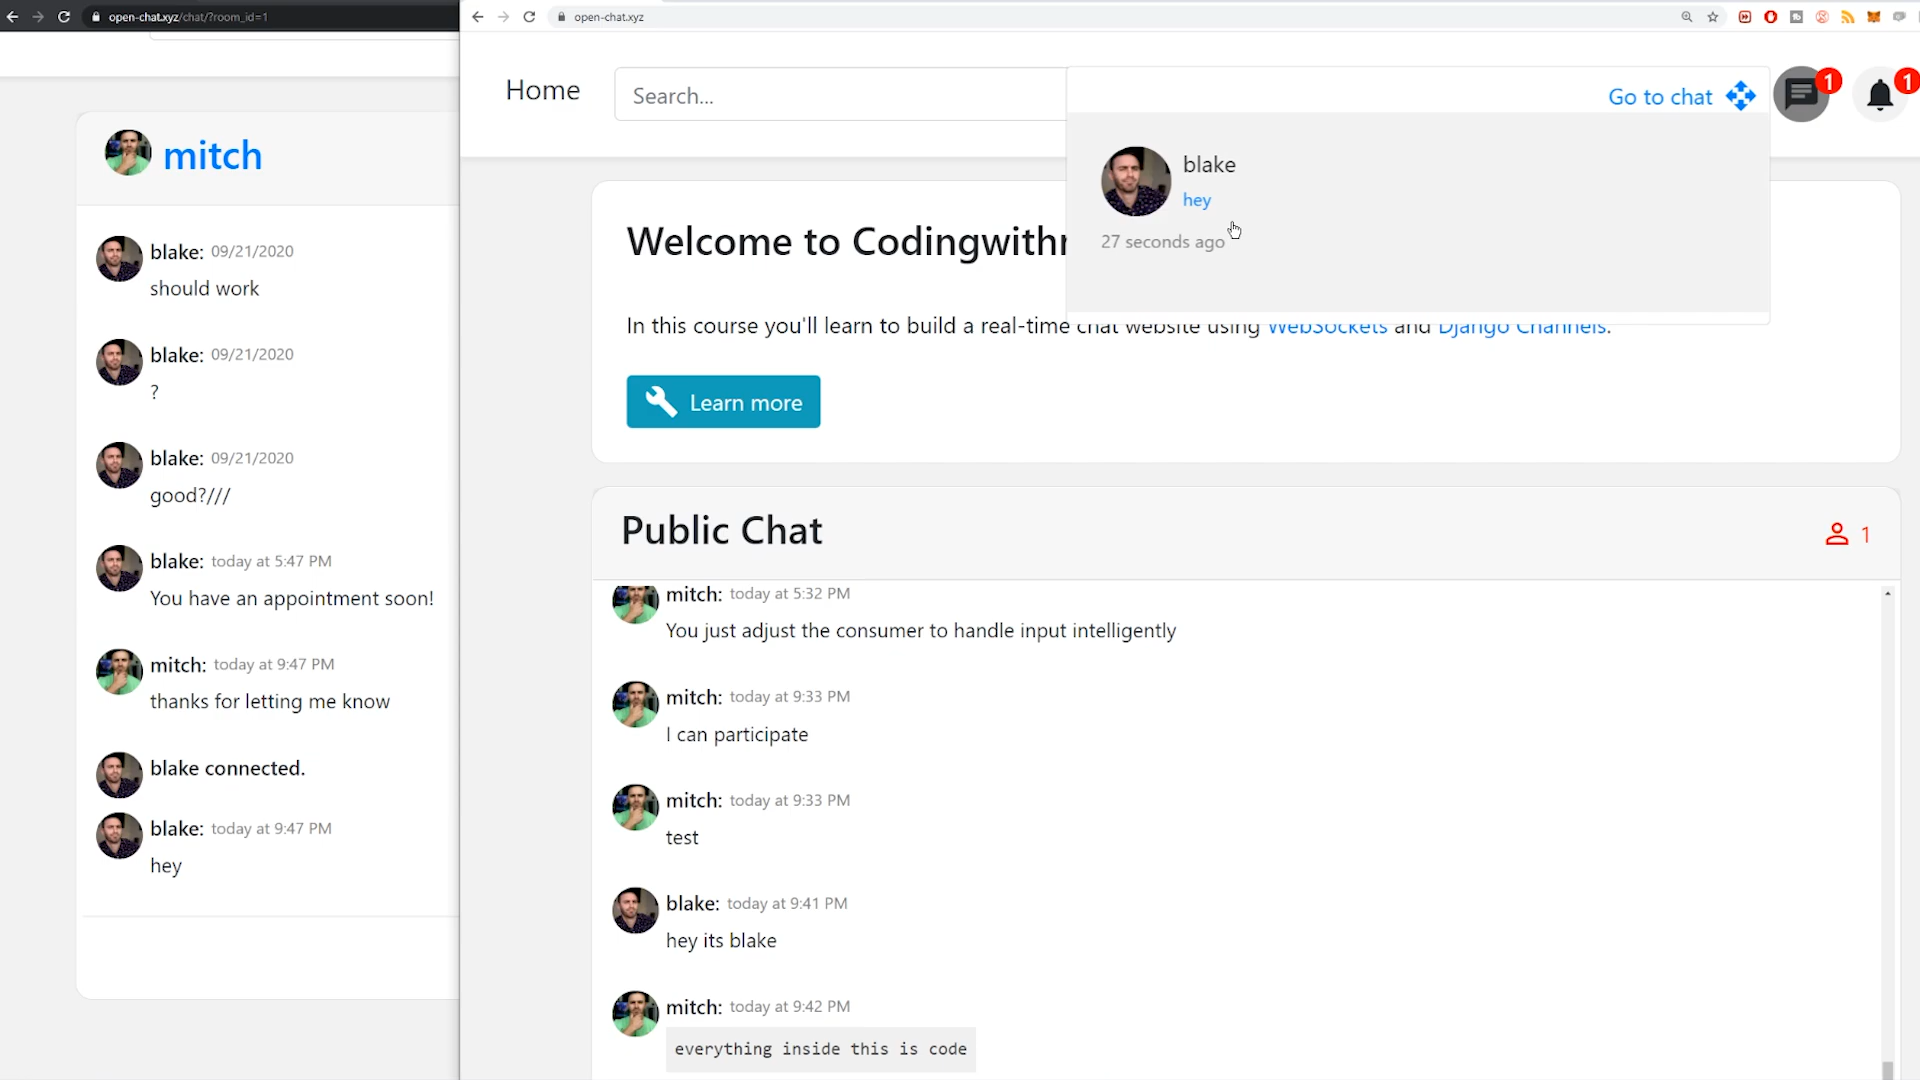 open-chat.xyz/chat/?room_id=1
mitch
blake: 09/21/2020
should work
blake: 09/21/2020
?
blake: 09/21/2020
good?///
blake: today at 5:47 PM
You have an appointment soon!
mitch: today at 9:47 PM
thanks for letting me know
blake connected.
blake: today at 9:47 PM
hey
open-chat.xyz
Home
Search...
Go to chat
1
1
blake
hey
27 seconds ago
Welcome to
In this course you'll learn to build a real-time chat website using WebSockets and Django Channels.
Learn more
Public Chat
1
mitch: today at 5:32 PM
You just adjust the consumer to handle input intelligently
mitch: today at 9:33 PM
I can participate
mitch: today at 9:33 PM
test
blake: today at 9:41 PM
hey its blake
mitch: today at 9:42 PM
everything inside this is code